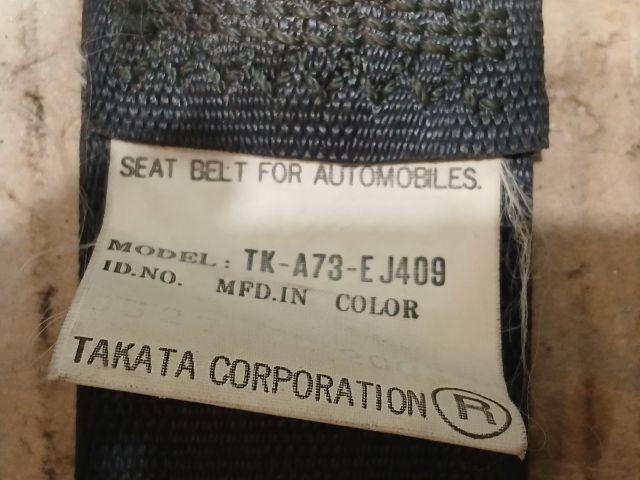 SEAT BELT FOR AUTOMOBILES.
MODEL: TK-A73-EJ409
ID.NO. MFD.IN COLOR
TAKATA CORPORATION ®